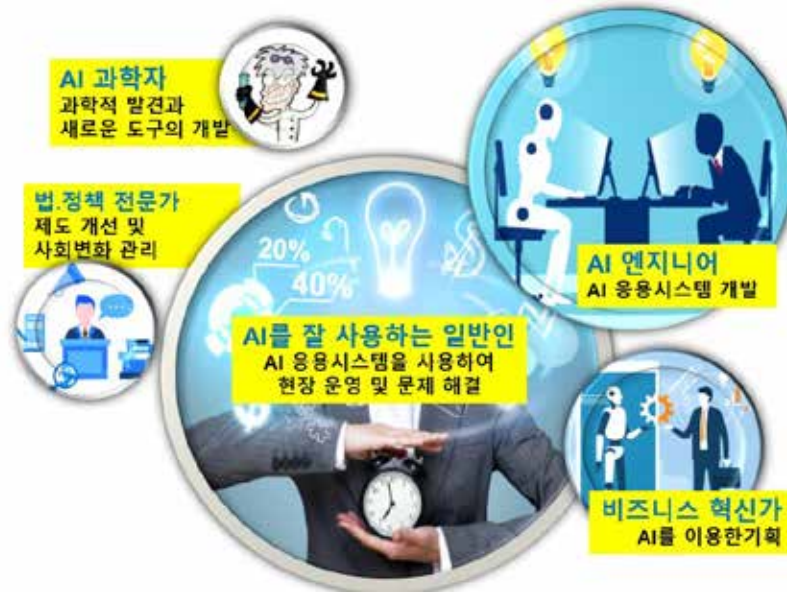 AI 과학자
과학적 발견과
새로운 도구의 개발
법.정책 전문가
제도 개선 및
사회변화 관리
20%
40%
AI 엔지니어
AI 응용시스템 개발
AI를 잘 사용하는 일반인
AI 응용시스템을 사용하여
현장 운영 및 문제 해결
비즈니스 혁신가
AI를 이용한기획